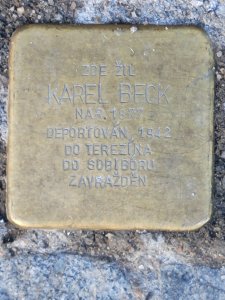 ZDE ŽIL
KAREL BECK
NAR.
DEPORTOVÁN 1942
DO TEREZÍNA
DO SOBIBORU
ZAVRAŽDĚN